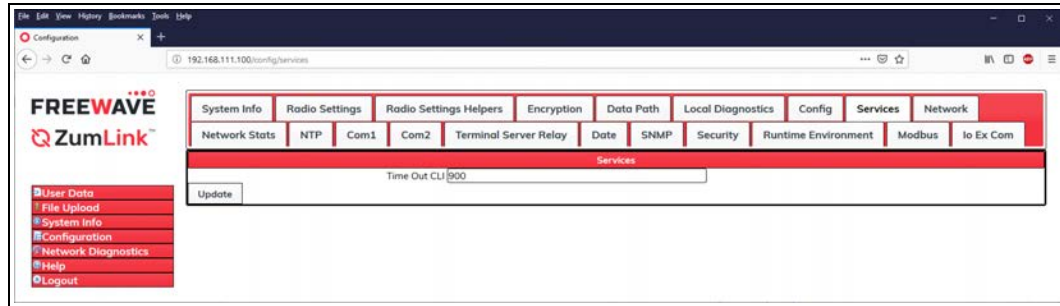 File Edit View History Bookmarks Tools Help
Configuration
192.168.111.100/config/services
FREEWAVE
ZumLink™
System Info Radio Settings Radio Settings Helpers Encryption Data Path Local Diagnostics Config Services Network
Network Stats NTP Com1 Com2 Terminal Server Relay Date SNMP Security Runtime Environment Modbus Io Ex Com
Services
Time Out CLI 900
Update
User Data
File Upload
System Info
Configuration
Network Diagnostics
Help
Logout